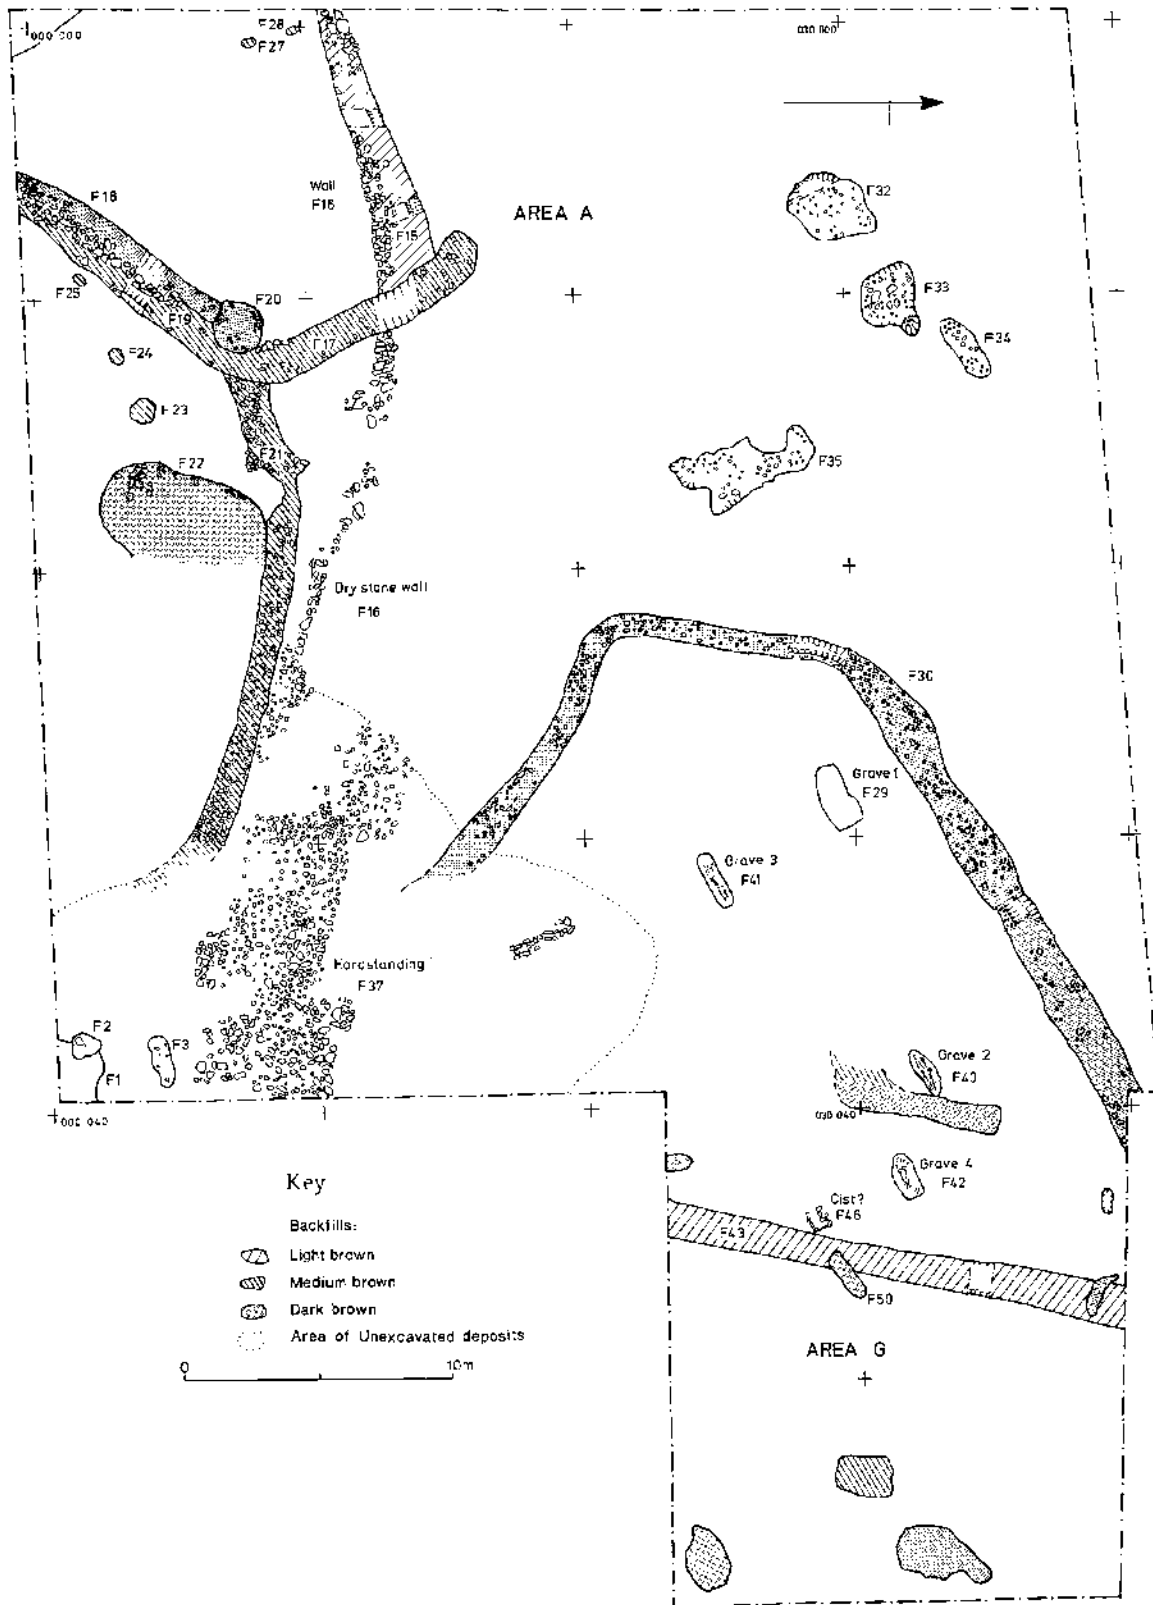 000 000
F28
F27
030 000
F18
Wall
F16
F15
AREA A
F32
F25
F20
F33
F19
F17
F34
F24
F23
F22
F21
F35
Dry stone wall
F16
F36
Grave 1
F29
Grave 3
F41
Hardstanding
F37
F2
F3
F1
Grave 2
F40
000 040
030 040
Grave 4
F42
Cist?
F46
F43
F50
Key
Backfills:
Light brown
Medium brown
Dark brown
Area of Unexcavated deposits
0 10m
AREA G